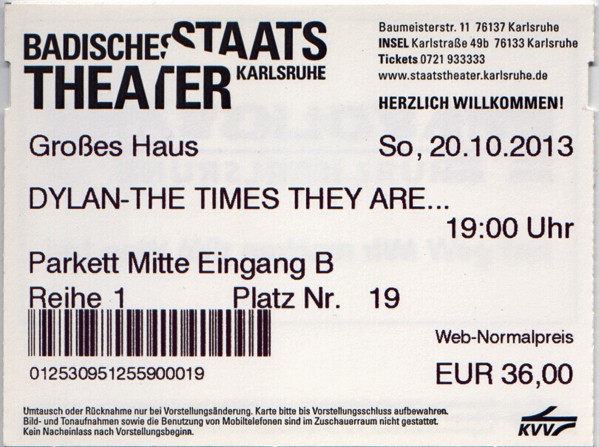 BADISCHES STAATS
THEATER KARLSRUHE
Baumeisterstr. 11 76137 Karlsruhe
INSEL Karlstraße 49b 76133 Karlsruhe
Tickets 0721 933333
www.staatstheater.karlsruhe.de
HERZLICH WILLKOMMEN!
Großes Haus So, 20.10.2013
DYLAN-THE TIMES THEY ARE...
19:00 Uhr
Parkett Mitte Eingang B
Reihe 1 Platz Nr. 19
012530951255900019
Web-Normalpreis
EUR 36,00
Umtausch oder Rücknahme nur bei Vorstellungsänderung. Karte bitte bis Vorstellungsschluss aufbewahren.
Bild- und Tonaufnahmen sowie die Benutzung von Mobiltelefonen sind im Zuschauerraum nicht gestattet.
Kein Nacheinlass nach Vorstellungsbeginn.
KVV